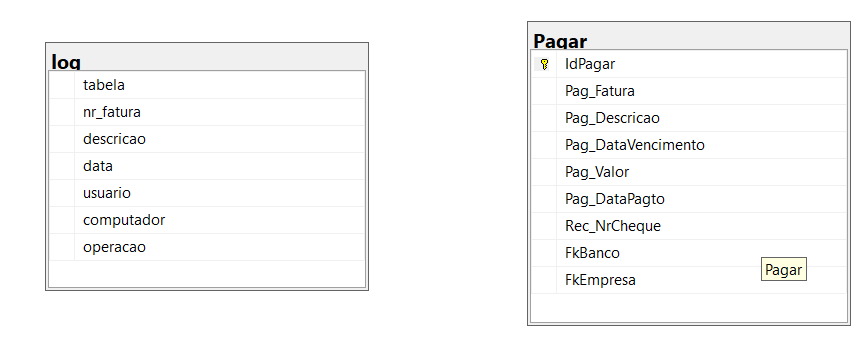 log
tabela
nr_fatura
descricao
data
usuario
computador
operacao
Pagar
IdPagar
Pag_Fatura
Pag_Descricao
Pag_DataVencimento
Pag_Valor
Pag_DataPagto
Rec_NrCheque
FkBanco
FkEmpresa
Pagar